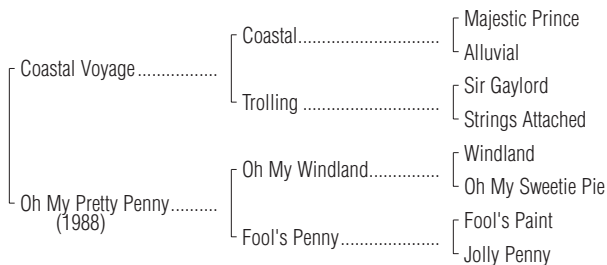 Majestic Prince
Coastal
Alluvial
Coastal Voyage
Sir Gaylord
Trolling
Strings Attached
Windland
Oh My Windland
Oh My Sweetie Pie
Oh My Pretty Penny
(1988)
Fool's Paint
Fool's Penny
Jolly Penny